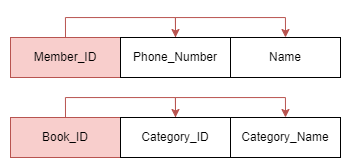 Member_ID Phone_Number Name
Book_ID Category_ID Category_Name